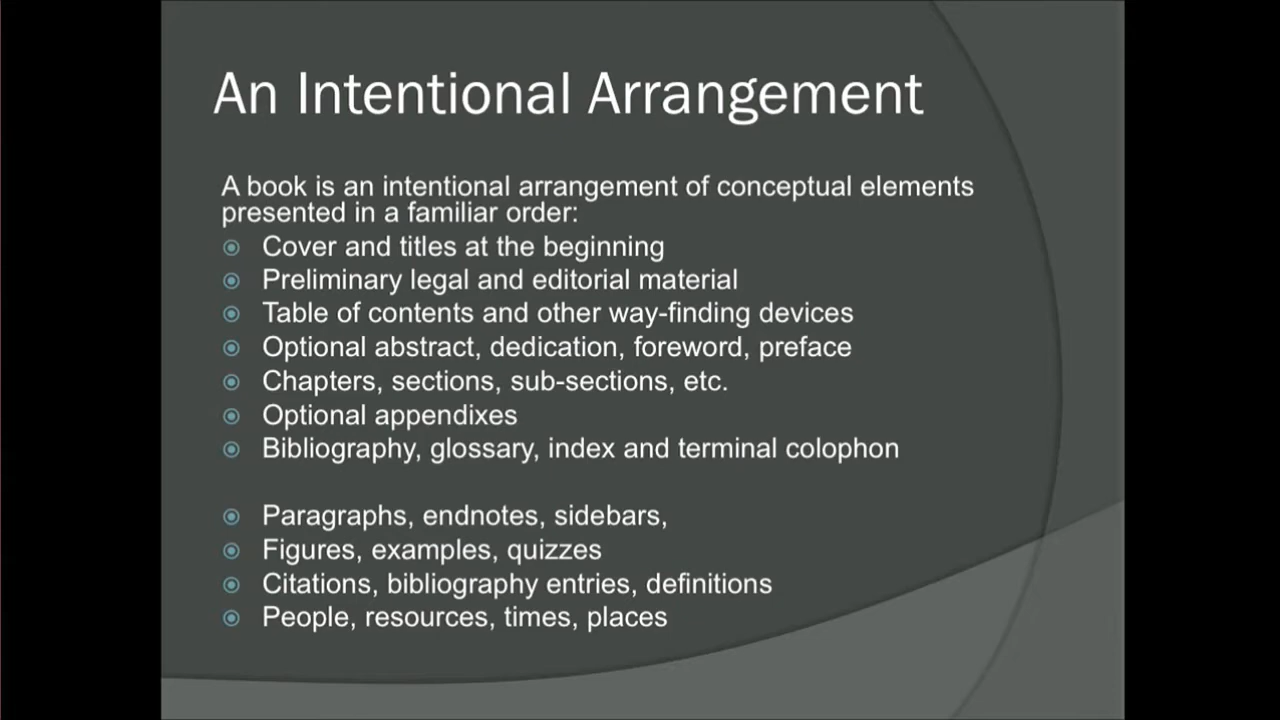 An Intentional Arrangement
A book is an intentional arrangement of conceptual elements
presented in a familiar order:
Cover and titles at the beginning
Preliminary legal and editorial material
Table of contents and other way-finding devices
Optional abstract, dedication, foreword, preface
Chapters, sections, sub-sections, etc.
Optional appendixes
Bibliography, glossary, index and terminal colophon
Paragraphs, endnotes, sidebars,
Figures, examples, quizzes
Citations, bibliography entries, definitions
People, resources, times, places